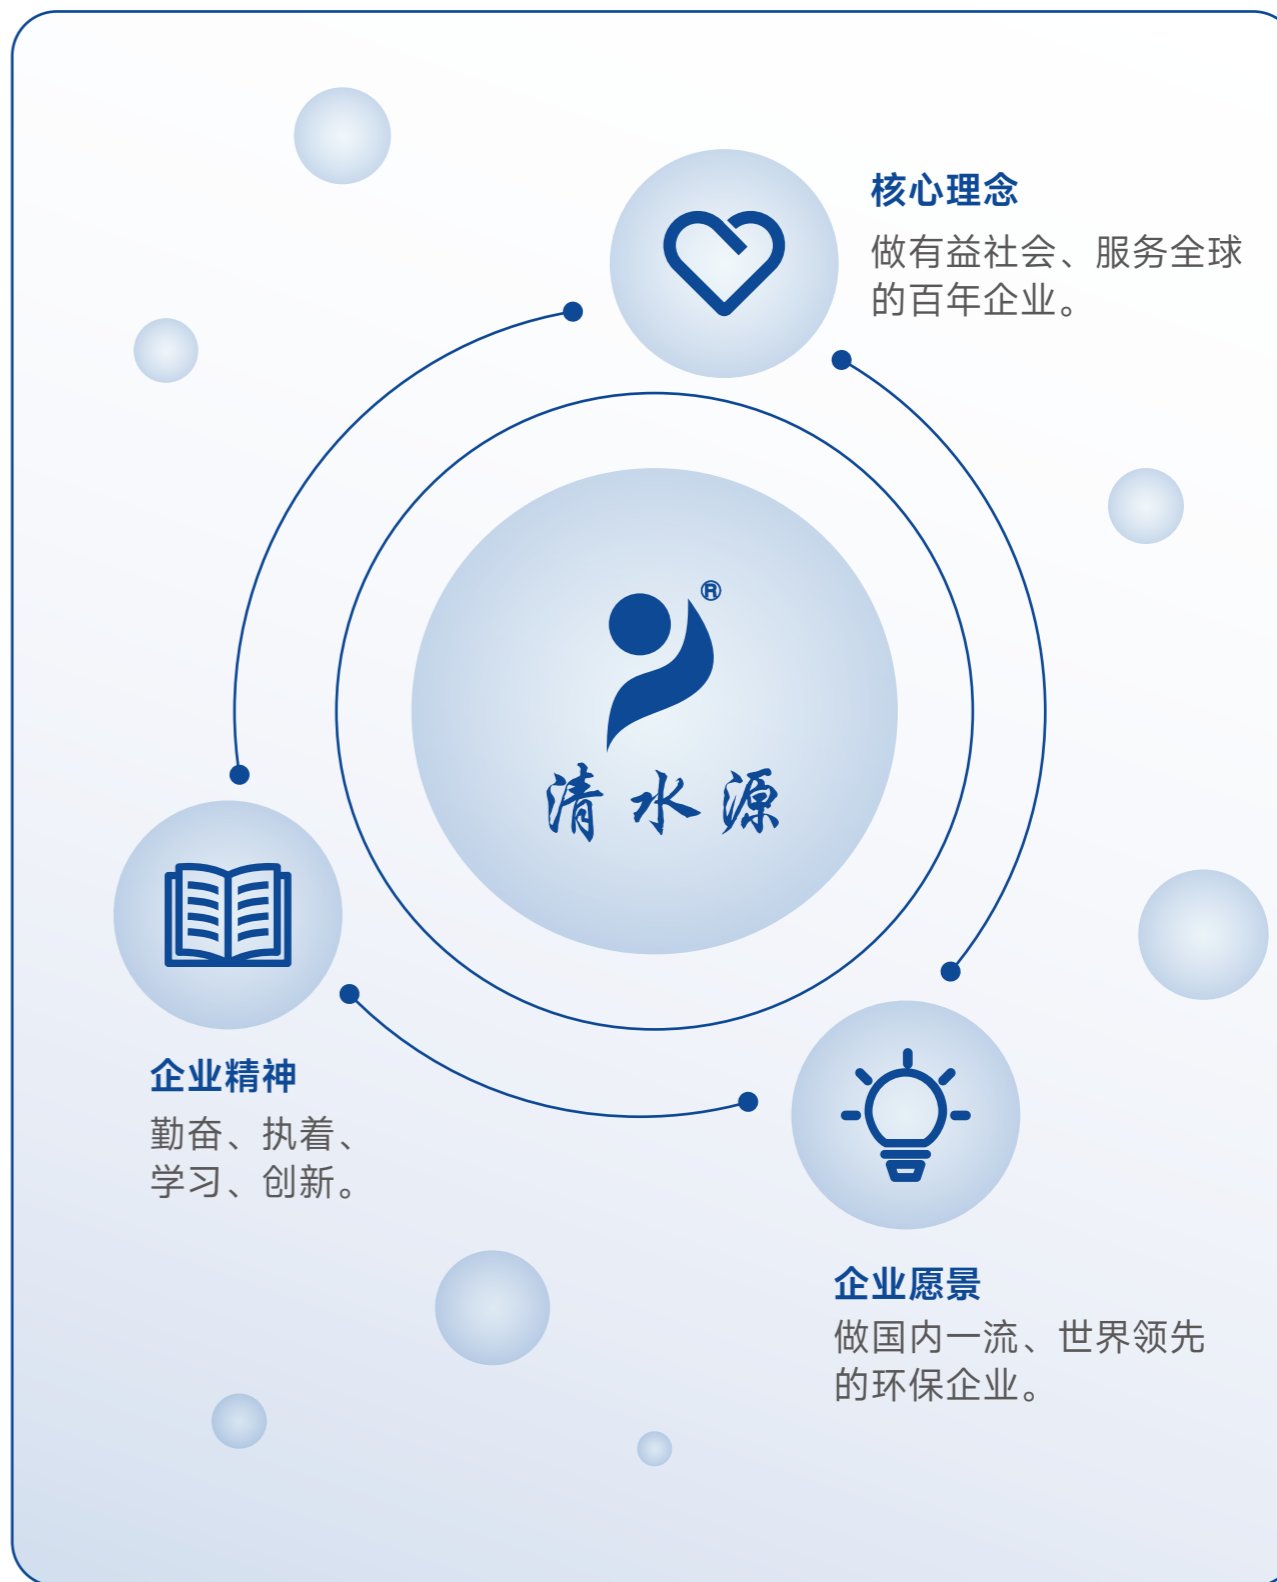 核心理念
做有益社会、服务全球
的百年企业。
®
清水源
企业精神
勤奋、执着、
学习、创新。
企业愿景
做国内一流、世界领先
的环保企业。